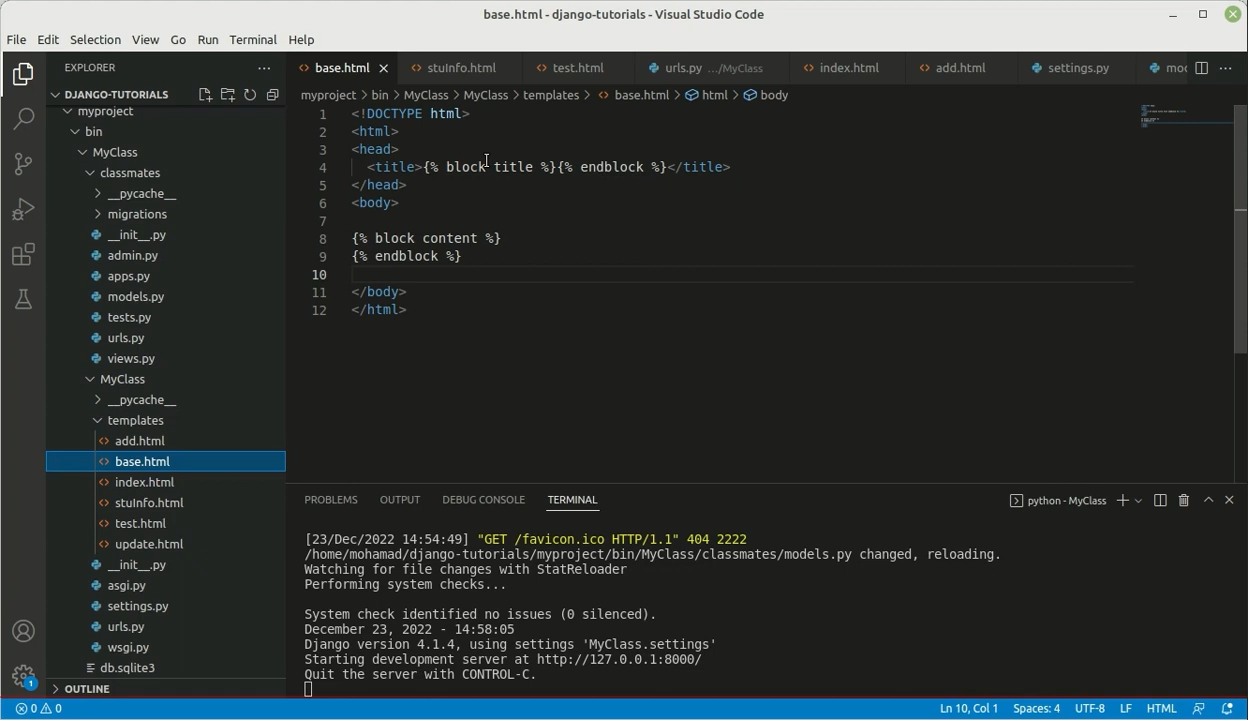 base.html - django-tutorials - Visual Studio Code
File Edit Selection View Go Run Terminal Help
EXPLORER
DJANGO-TUTORIALS
myproject
bin
MyClass
classmates
__pycache__
migrations
__init__.py
admin.py
apps.py
models.py
tests.py
urls.py
views.py
MyClass
__pycache__
templates
add.html
base.html
index.html
stuInfo.html
test.html
update.html
__init__.py
asgi.py
settings.py
urls.py
wsgi.py
db.sqlite3
OUTLINE
base.html stuInfo.html test.html urls.py .../MyClass index.html add.html settings.py
myproject > bin > MyClass > MyClass > templates > base.html > html > body
1 <!DOCTYPE html>
2 <html>
3 <head>
4 <title>{% block title %}{% endblock %}</title>
5 </head>
6 <body>
7
8 {% block content %}
9 {% endblock %}
10
11 </body>
12 </html>
PROBLEMS OUTPUT DEBUG CONSOLE TERMINAL python - MyClass
[23/Dec/2022 14:54:49] "GET /favicon.ico HTTP/1.1" 404 2222
/home/mohamad/django-tutorials/myproject/bin/MyClass/classmates/models.py changed, reloading.
Watching for file changes with StatReloader
Performing system checks...
System check identified no issues (0 silenced).
December 23, 2022 - 14:58:05
Django version 4.1.4, using settings 'MyClass.settings'
Starting development server at http://127.0.0.1:8000/
Quit the server with CONTROL-C.
1
0 0 Ln 10, Col 1 Spaces: 4 UTF-8 LF HTML